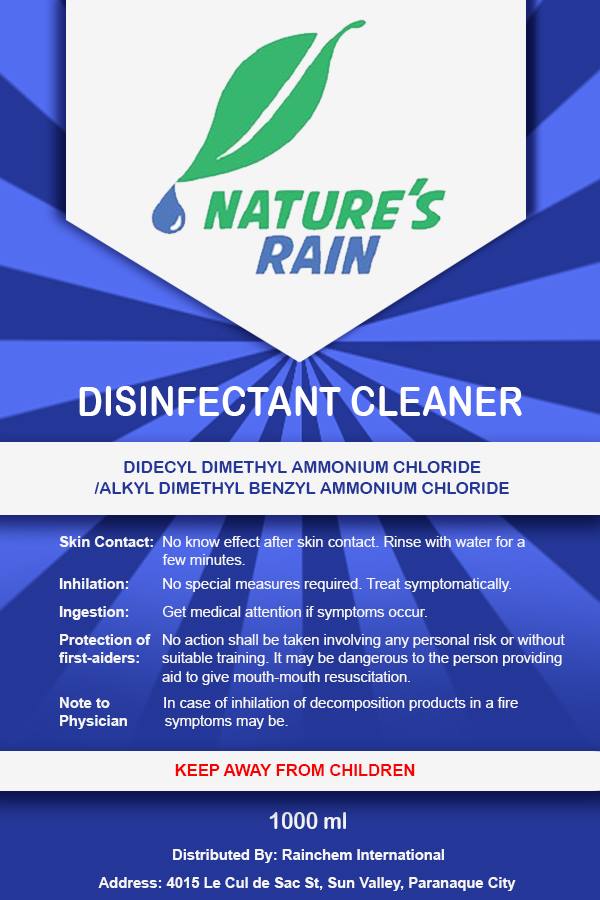 NATURE'S
RAIN
DISINFECTANT CLEANER
DIDECYL DIMETHYL AMMONIUM CHLORIDE
/ALKYL DIMETHYL BENZYL AMMONIUM CHLORIDE
Skin Contact: No know effect after skin contact. Rinse with water for a
few minutes.
Inhilation: No special measures required. Treat symptomatically.
Ingestion: Get medical attention if symptoms occur.
Protection of No action shall be taken involving any personal risk or without
first-aiders: suitable training. It may be dangerous to the person providing
aid to give mouth-mouth resuscitation.
Note to In case of inhilation of decomposition products in a fire
Physician symptoms may be.
KEEP AWAY FROM CHILDREN
1000 ml
Distributed By: Rainchem International
Address: 4015 Le Cul de Sac St, Sun Valley, Paranaque City